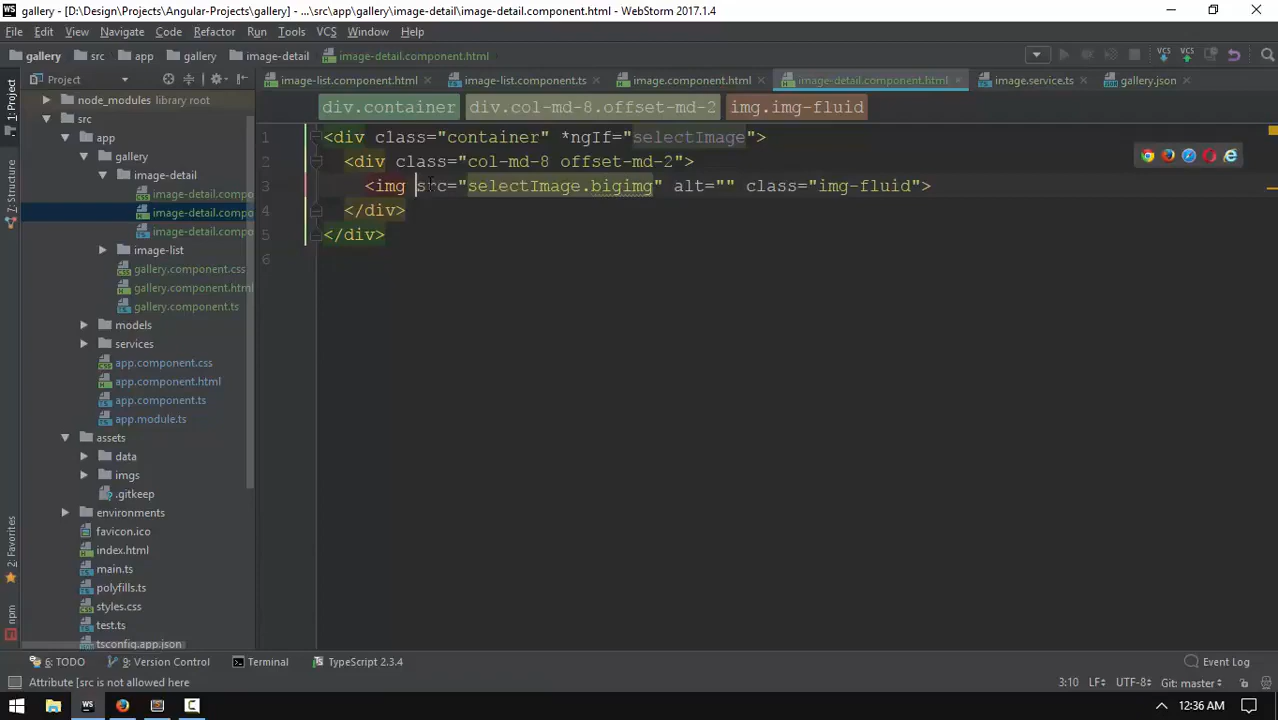 gallery - [D:\Design\Projects\Angular-Projects\gallery] - ...\src\app\gallery\image-detail\image-detail.component.html - WebStorm 2017.1.4
File Edit View Navigate Code Refactor Run Tools VCS Window Help
gallery src app gallery image-detail image-detail.component.html
Project
image-list.component.html image-list.component.ts image.component.html image-detail.component.html image.service.ts gallery.json
div.container div.col-md-8.offset-md-2 img.img-fluid
1: Project
Z: Structure
2: Favorites
npm
node_modules library root
src
app
gallery
image-detail
image-detail.compo
image-detail.compo
image-detail.compo
image-list
gallery.component.css
gallery.component.html
gallery.component.ts
models
services
app.component.css
app.component.html
app.component.ts
app.module.ts
assets
data
imgs
.gitkeep
environments
favicon.ico
index.html
main.ts
polyfills.ts
styles.css
test.ts
tsconfig.app.json
1 <div class="container" *ngIf="selectImage">
2 <div class="col-md-8 offset-md-2">
3 <img src="selectImage.bigimg" alt="" class="img-fluid">
4 </div>
5 </div>
6
6: TODO 9: Version Control Terminal TypeScript 2.3.4 Event Log
Attribute [src is not allowed here 3:10 LF÷ UTF-8÷ Git: master÷
WS 12:36 AM